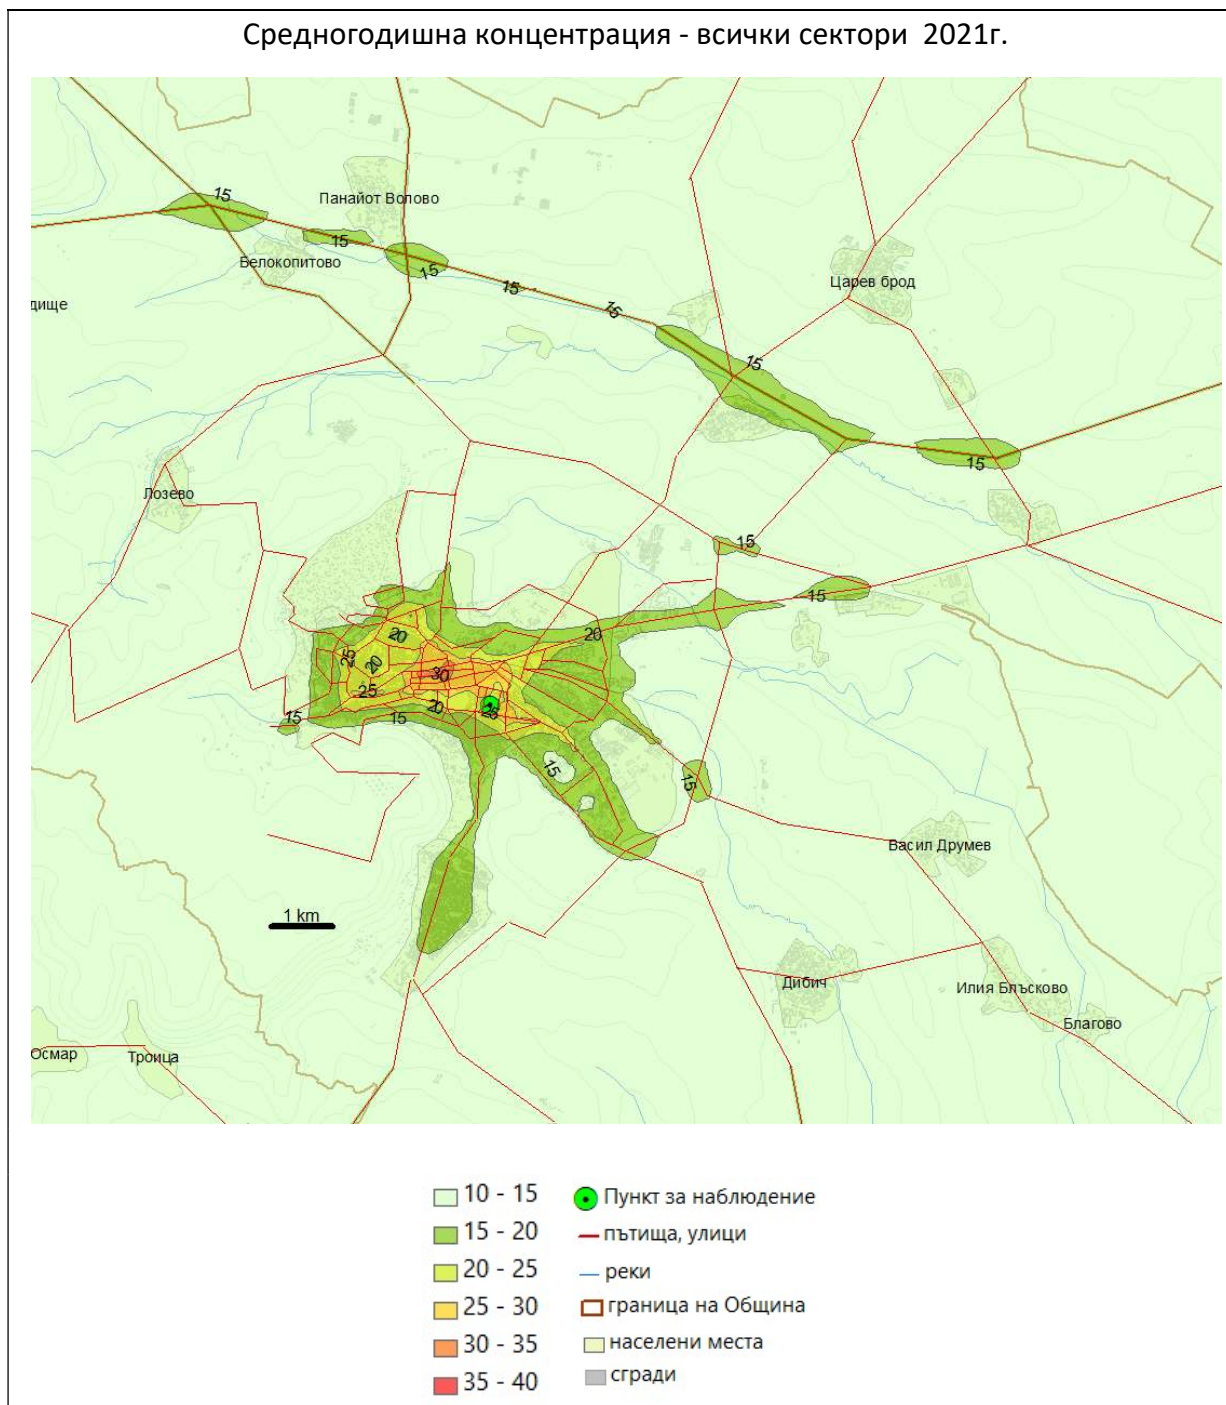 Средногодишна концентрация - всички сектори 2021г.
15
Панайот Волово
15
Белокопитово
15
Царев брод
15
дище
15
15
15
Лозево
15
15
20
20
25
20
30
25
20
25
15
15
15
15
Васил Друмев
1 km
Дибич
Илия Блъсково
Благово
Осмар
Троица
10 - 15
Пункт за наблюдение
15 - 20
пътища, улици
20 - 25
реки
25 - 30
граница на Община
30 - 35
населени места
35 - 40
сгради